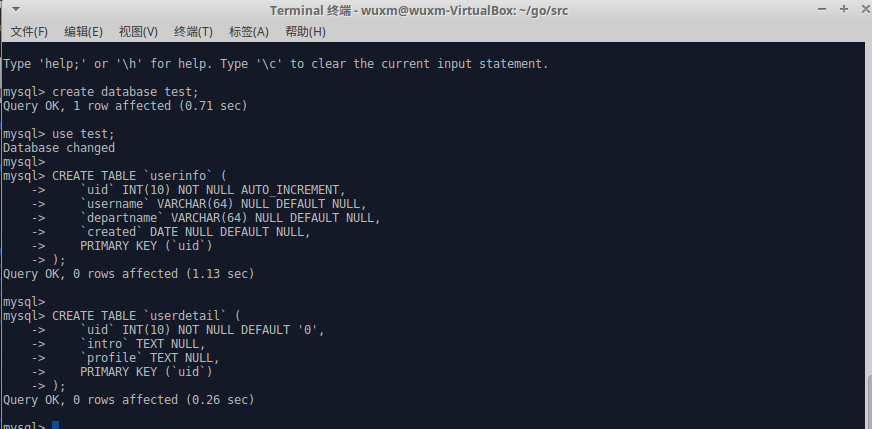 Terminal 终端 - wuxm@wuxm-VirtualBox: ~/go/src
文件(F) 编辑(E) 视图(V) 终端(T) 标签(A) 帮助(H)
Type 'help;' or '\h' for help. Type '\c' to clear the current input statement.
mysql> create database test;
Query OK, 1 row affected (0.71 sec)
mysql> use test;
Database changed
mysql>
mysql> CREATE TABLE `userinfo` (
    ->     `uid` INT(10) NOT NULL AUTO_INCREMENT,
    ->     `username` VARCHAR(64) NULL DEFAULT NULL,
    ->     `departname` VARCHAR(64) NULL DEFAULT NULL,
    ->     `created` DATE NULL DEFAULT NULL,
    ->     PRIMARY KEY (`uid`)
    -> );
Query OK, 0 rows affected (1.13 sec)
mysql>
mysql> CREATE TABLE `userdetail` (
    ->     `uid` INT(10) NOT NULL DEFAULT '0',
    ->     `intro` TEXT NULL,
    ->     `profile` TEXT NULL,
    ->     PRIMARY KEY (`uid`)
    -> );
Query OK, 0 rows affected (0.26 sec)
mysql>